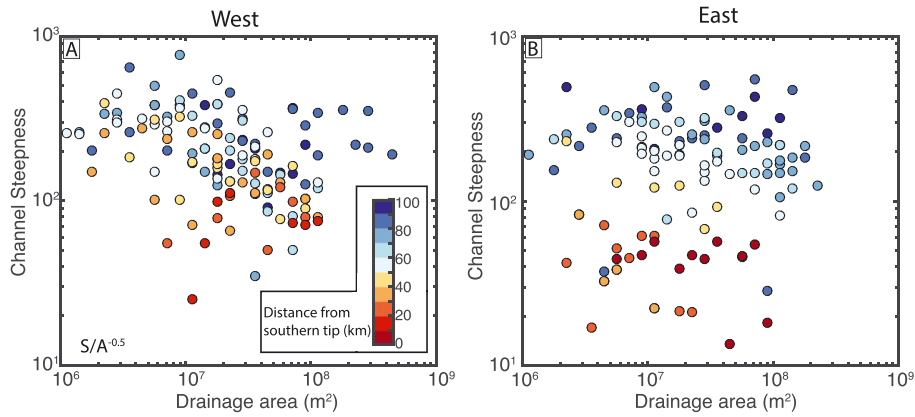 West
East
10³
A
10²
10¹
Channel Steepness
S/A⁻⁰·⁵
10⁶
10⁷
10⁸
10⁹
Drainage area (m²)
Distance from
southern tip (km)
100
80
60
40
20
0
10³
B
10²
10¹
Channel Steepness
10⁶
10⁷
10⁸
10⁹
Drainage area (m²)